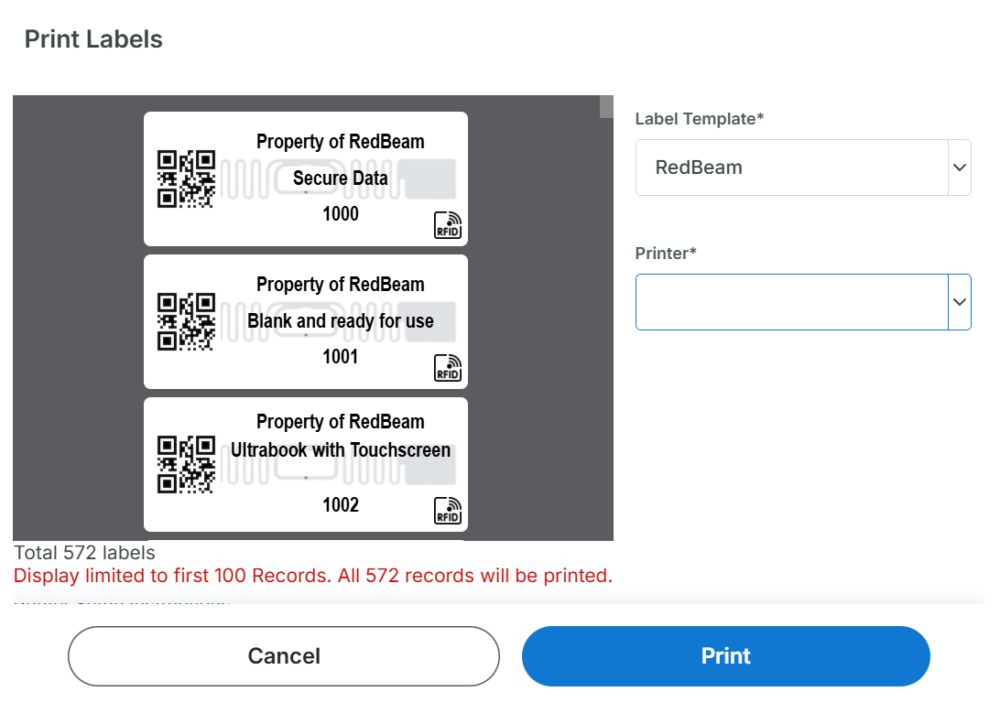 Print Labels
Property of RedBeam
Secure Data
1000
RFID
Property of RedBeam
Blank and ready for use
1001
RFID
Property of RedBeam
Ultrabook with Touchscreen
1002
RFID
Total 572 labels
Display limited to first 100 Records. All 572 records will be printed.
Label Template*
RedBeam
Printer*
Cancel
Print